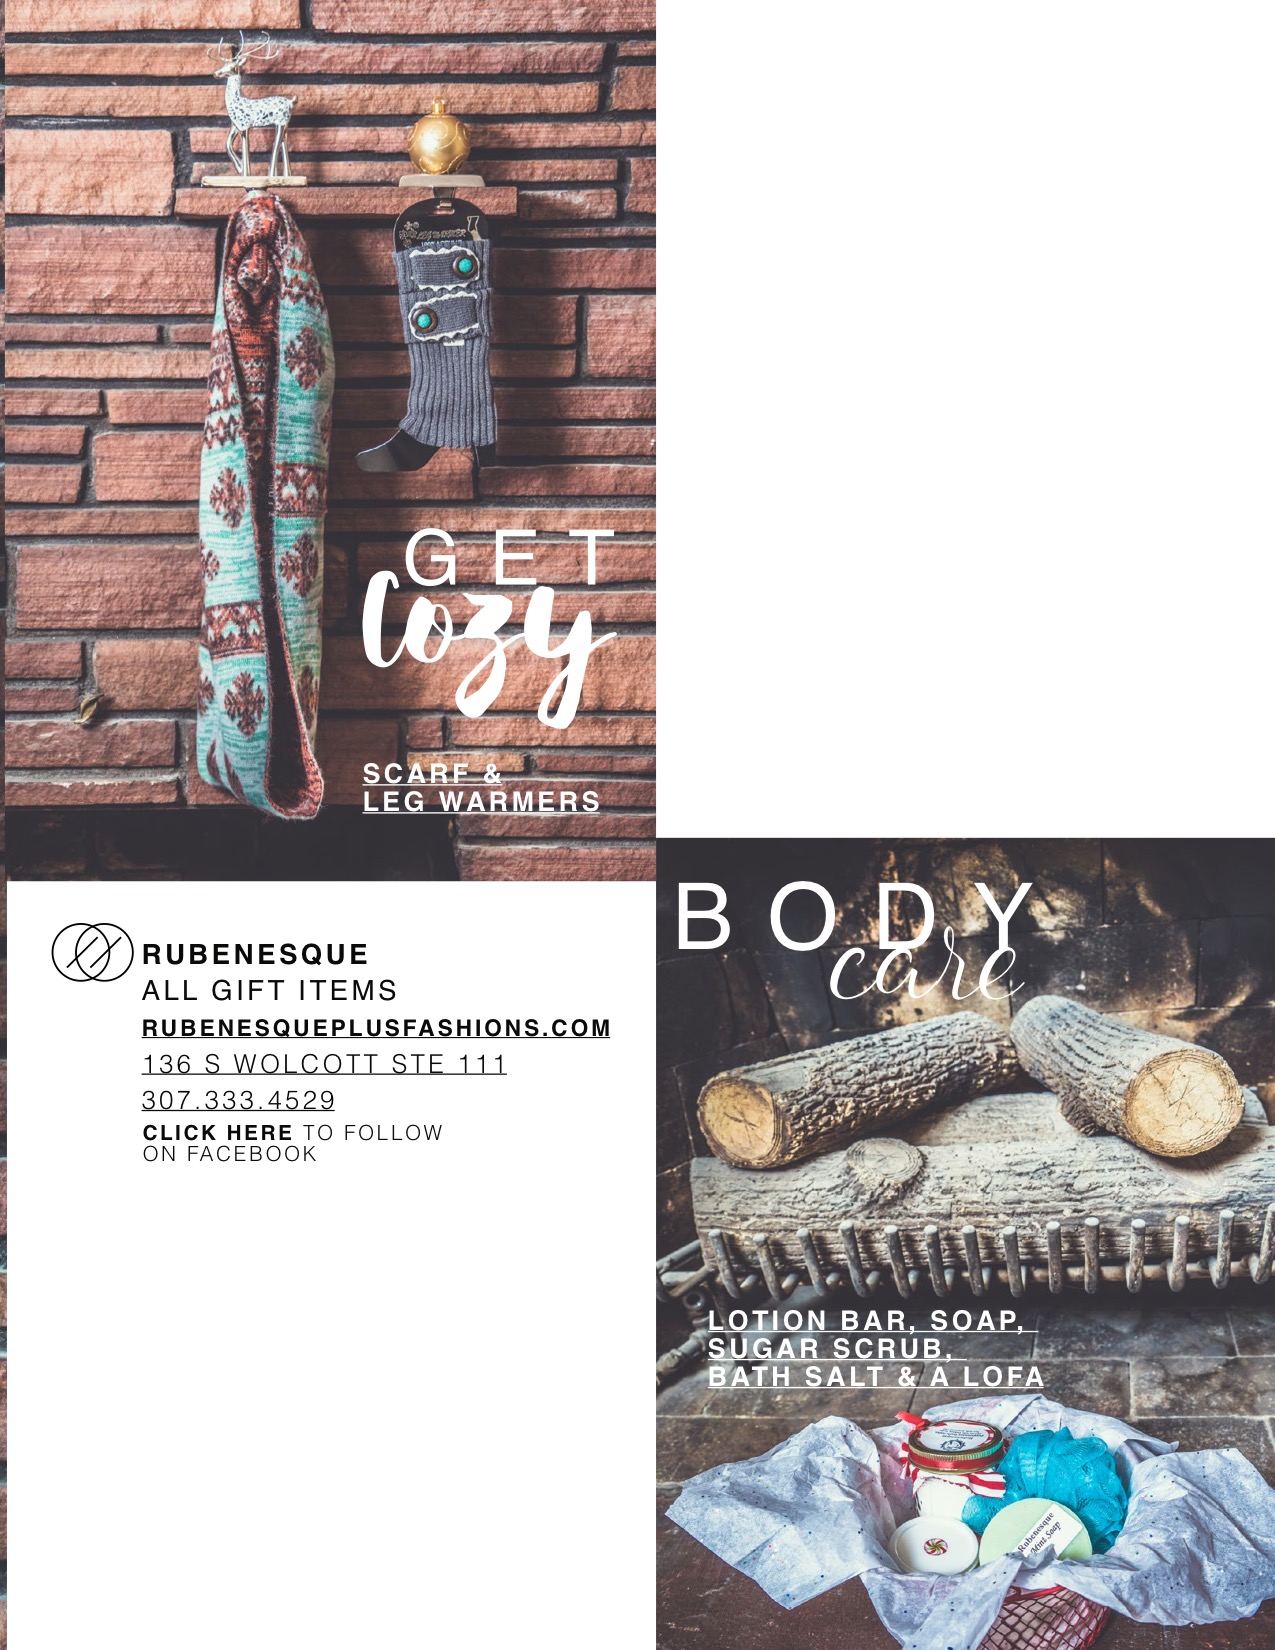 GET
Cozy
SCARF &
LEG WARMERS
RUBENESQUE
ALL GIFT ITEMS
RUBENESQUEPLUSFASHIONS.COM
136 S WOLCOTT STE 111
307.333.4529
CLICK HERE TO FOLLOW
ON FACEBOOK
BODY
care
LOTION BAR, SOAP,
SUGAR SCRUB,
BATH SALT & A LOFA
Rubenesque
Mint Soap